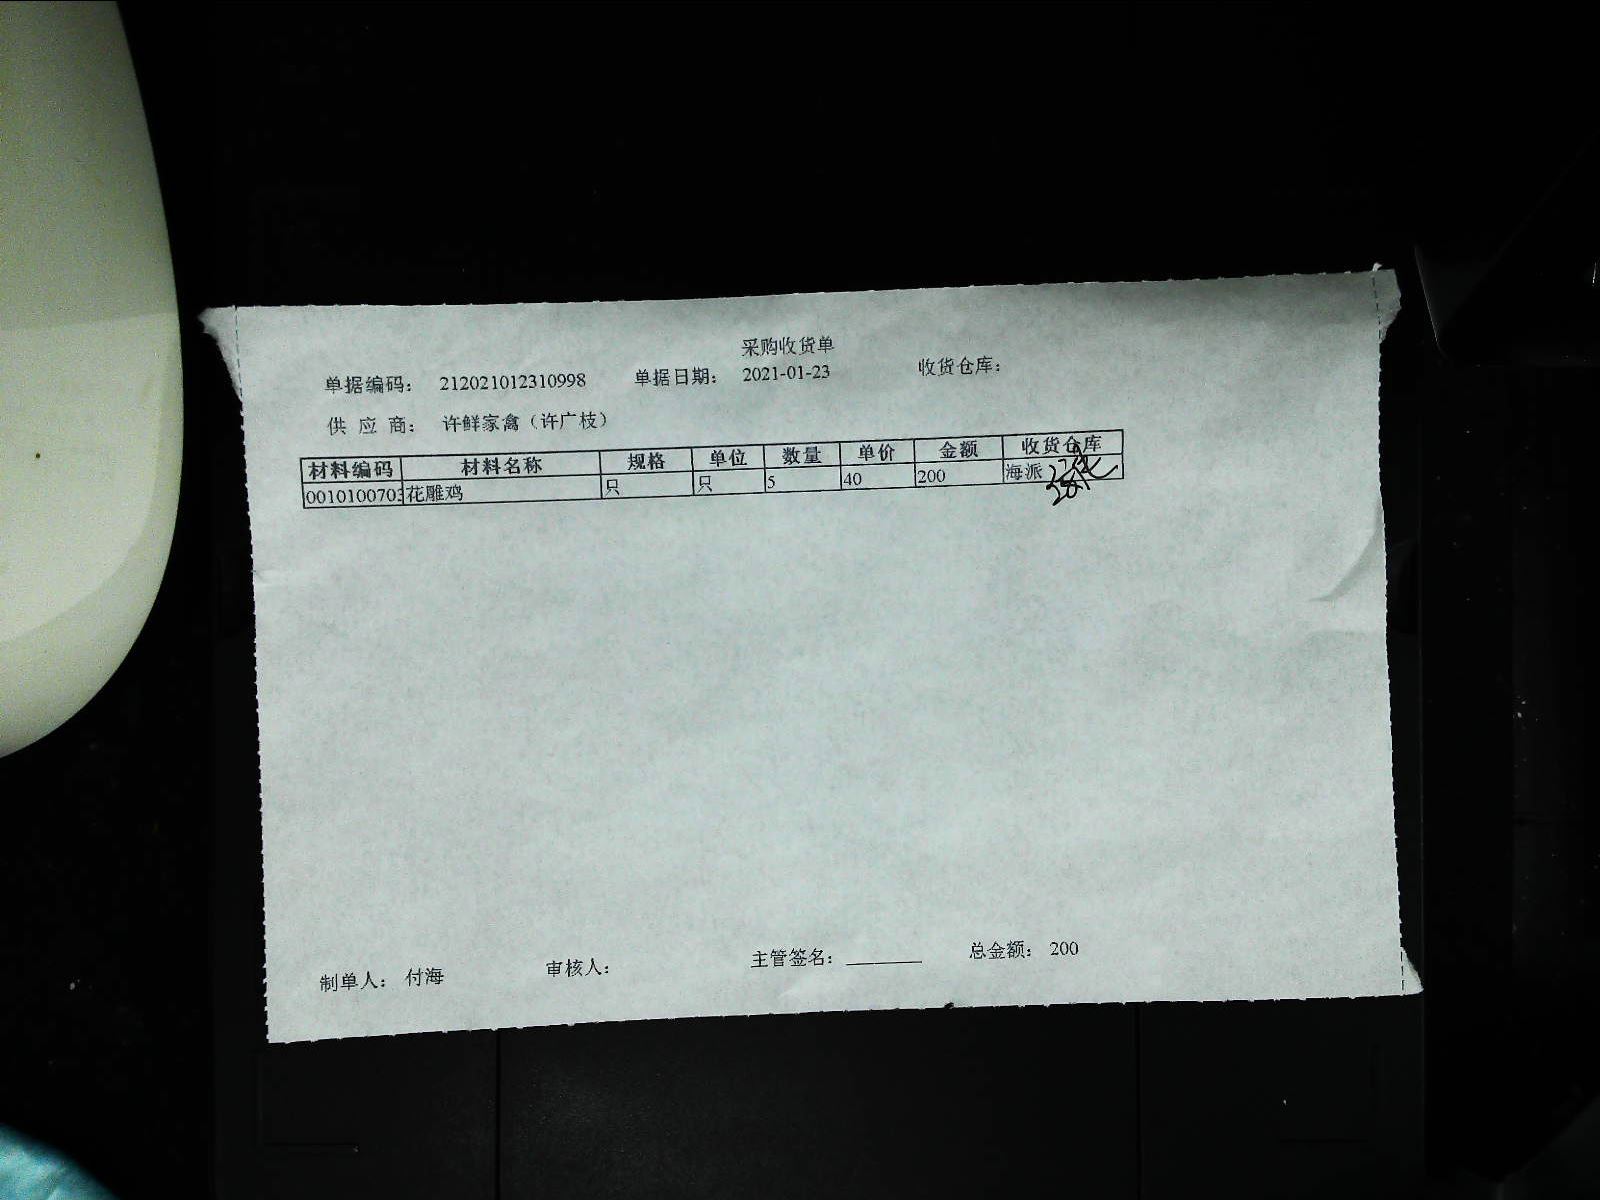 采购收货单
单据编码： 212021012310998 单据日期： 2021-01-23 收货仓库：
供 应 商： 许鲜家禽（许广枝）
材料编码 材料名称 规格 单位 数量 单价 金额 收货仓库
0010100703 花雕鸡 只 只 5 40 200 海派
制单人： 付海 审核人： 主管签名： ________ 总金额： 200